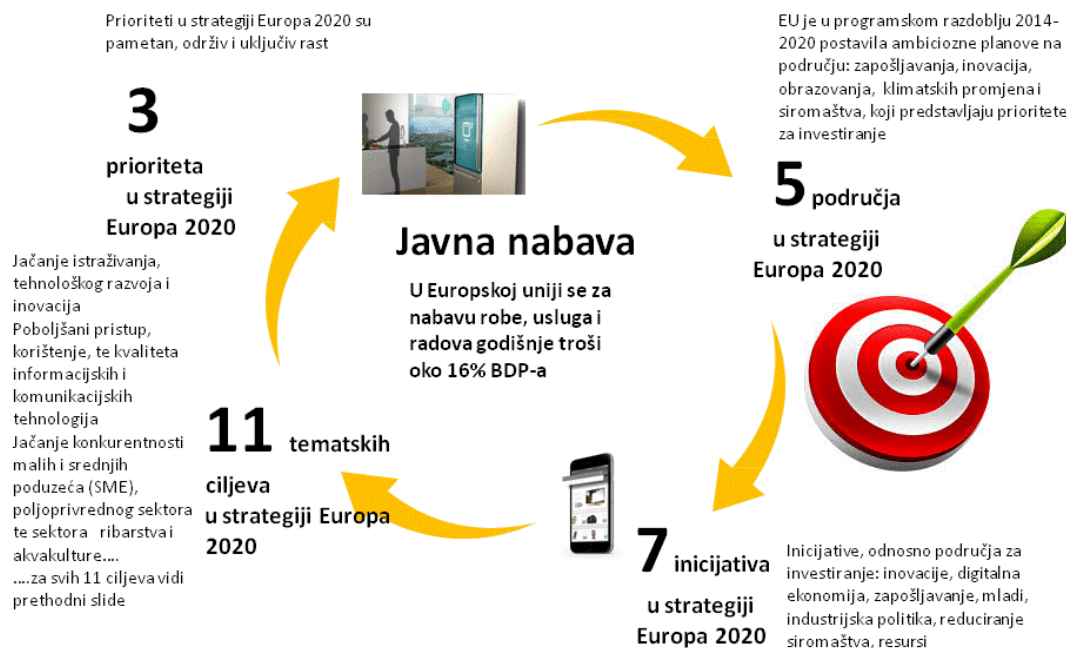 Prioriteti u strategiji Europa 2020 su
pametan, održiv i uključiv rast
3
prioriteta
u strategiji
Europa 2020
EU je u programskom razdoblju 2014-
2020 postavila ambiciozne planove na
području: zapošljavanja, inovacija,
obrazovanja, klimatskih promjena i
siromaštva, koji predstavljaju prioritete
za investiranje
5 područja
u strategiji
Europa 2020
Javna nabava
U Europskoj uniji se za
nabavu robe, usluga i
radova godišnje troši
oko 16% BDP-a
Jačanje istraživanja,
tehnološkog razvoja i
inovacija
Poboljšani pristup,
korištenje, te kvaliteta
informacijskih i
komunikacijskih
tehnologija
Jačanje konkurentnosti
malih i srednjih
poduzeća (SME),
poljoprivrednog sektora
te sektora ribarstva i
akvakulture....
....za svih 11 ciljeva vidi
prethodni slide
11 tematskih
ciljeva
u strategiji Europa
2020
7 inicijativa
u strategiji
Europa 2020
Inicijative, odnosno područja za
investiranje: inovacije, digitalna
ekonomija, zapošljavanje, mladi,
industrijska politika, reduciranje
siromaštva, resursi